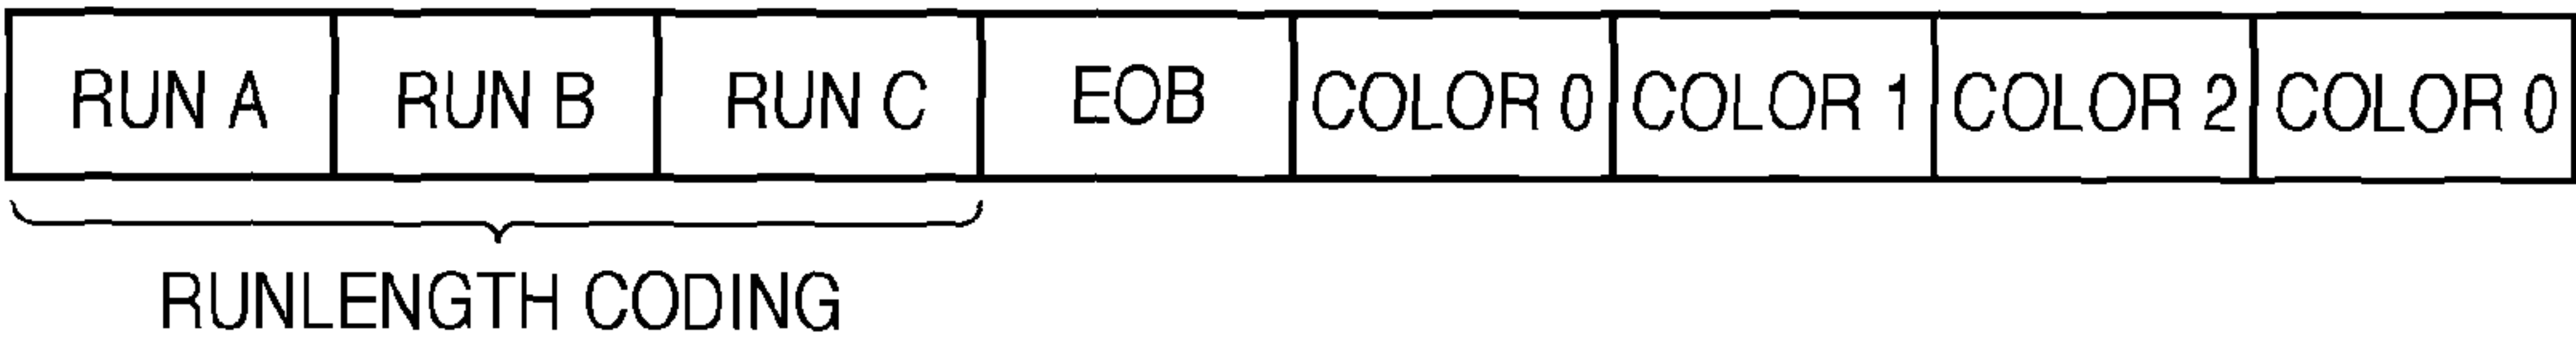 RUN A RUN B RUN C EOB COLOR 0 COLOR 1 COLOR 2 COLOR 0
RUNLENGTH CODING